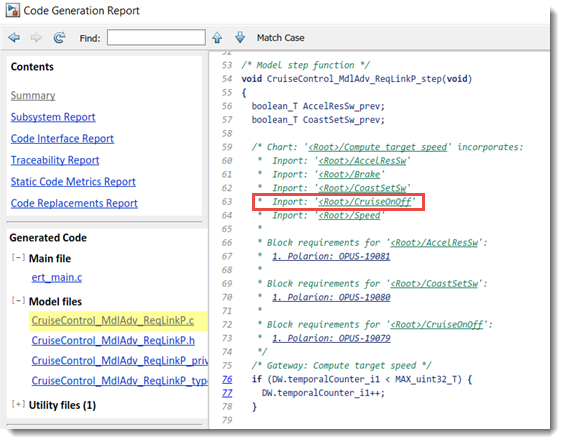 Code Generation Report
Find:
Match Case
Contents
Summary
Subsystem Report
Code Interface Report
Traceability Report
Static Code Metrics Report
Code Replacements Report
Generated Code
[-] Main file
ert_main.c
[-] Model files
CruiseControl_MdlAdv_ReqLinkP.c
CruiseControl_MdlAdv_ReqLinkP.h
CruiseControl_MdlAdv_ReqLinkP_priv
CruiseControl_MdlAdv_ReqLinkP_type
[+] Utility files (1)
52
53 /* Model step function */
54 void CruiseControl_MdlAdv_ReqLinkP_step(void)
55 {
56 boolean_T AccelResSw_prev;
57 boolean_T CoastSetSw_prev;
58
59 /* Chart: '<Root>/Compute target speed' incorporates:
60 * Inport: '<Root>/AccelResSw'
61 * Inport: '<Root>/Brake'
62 * Inport: '<Root>/CoastSetSw'
63 * Inport: '<Root>/CruiseOnOff'
64 * Inport: '<Root>/Speed'
65 *
66 * Block requirements for '<Root>/AccelResSw':
67 * 1. Polarion: OPUS-19081
68 *
69 * Block requirements for '<Root>/CoastSetSw':
70 * 1. Polarion: OPUS-19080
71 *
72 * Block requirements for '<Root>/CruiseOnOff':
73 * 1. Polarion: OPUS-19079
74 */
75 /* Gateway: Compute target speed */
76 if (DW.temporalCounter_i1 < MAX_uint32_T) {
77 DW.temporalCounter_i1++;
78 }
79